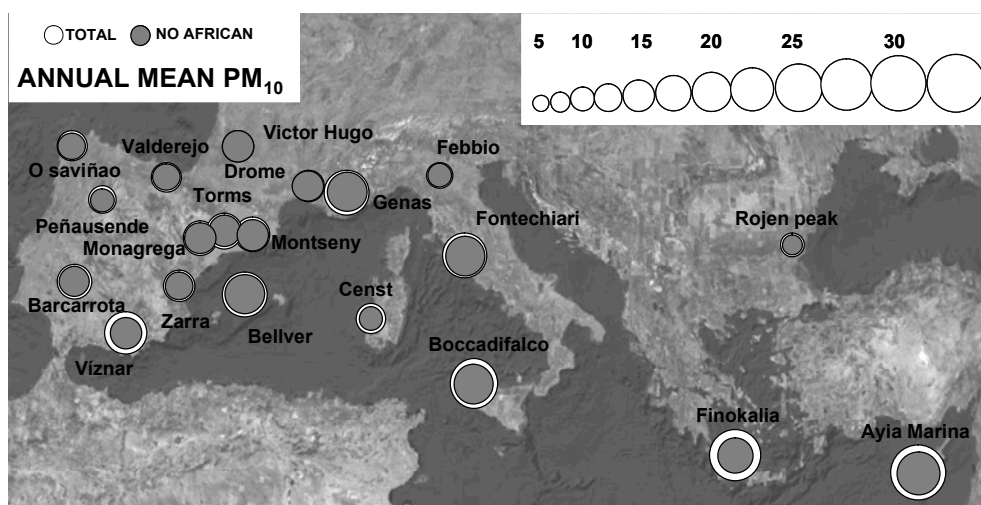 TOTAL NO AFRICAN
ANNUAL MEAN PM10
5 10 15 20 25 30
Victor Hugo
Valderejo
Febbio
O saviñao
Drome
Torms
Genas
Fontechiari
Rojen peak
Peñausende
Monagrega
Montseny
Censt
Barcarrota
Zarra
Bellver
Boccadifalco
Víznar
Finokalia
Ayia Marina